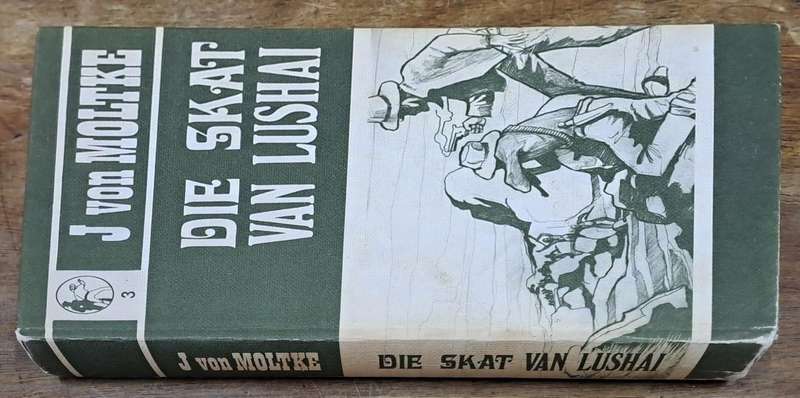 J von MOLTKE
3
DIE SKAT
VAN LUSHAI
J von MOLTKE
DIE SKAT VAN LUSHAI